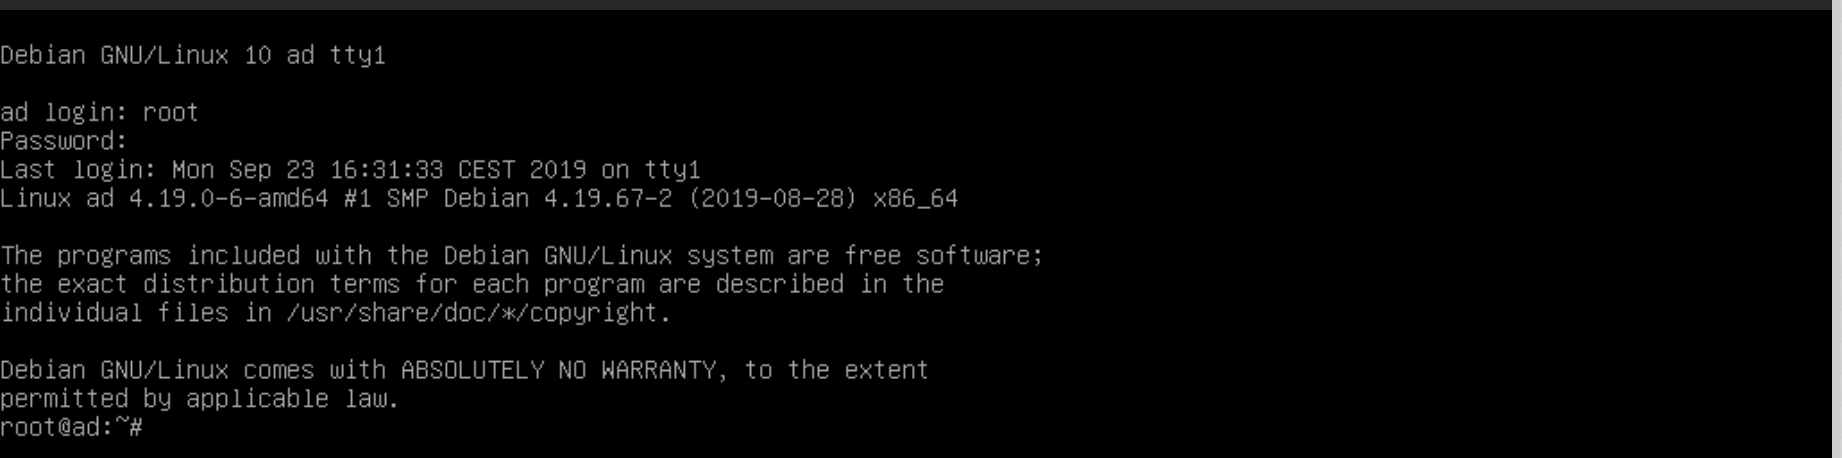 Debian GNU/Linux 10 ad tty1
ad login: root
Password:
Last login: Mon Sep 23 16:31:33 CEST 2019 on tty1
Linux ad 4.19.0-6-amd64 #1 SMP Debian 4.19.67-2 (2019-08-28) x86_64
The programs included with the Debian GNU/Linux system are free software;
the exact distribution terms for each program are described in the
individual files in /usr/share/doc/*/copyright.
Debian GNU/Linux comes with ABSOLUTELY NO WARRANTY, to the extent
permitted by applicable law.
root@ad:~#